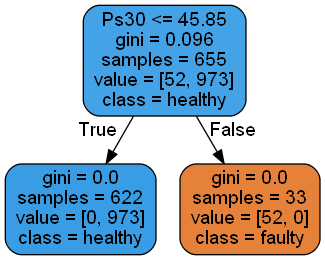 Ps30 <= 45.85
gini = 0.096
samples = 655
value = [52, 973]
class = healthy
True
False
gini = 0.0
samples = 622
value = [0, 973]
class = healthy
gini = 0.0
samples = 33
value = [52, 0]
class = faulty